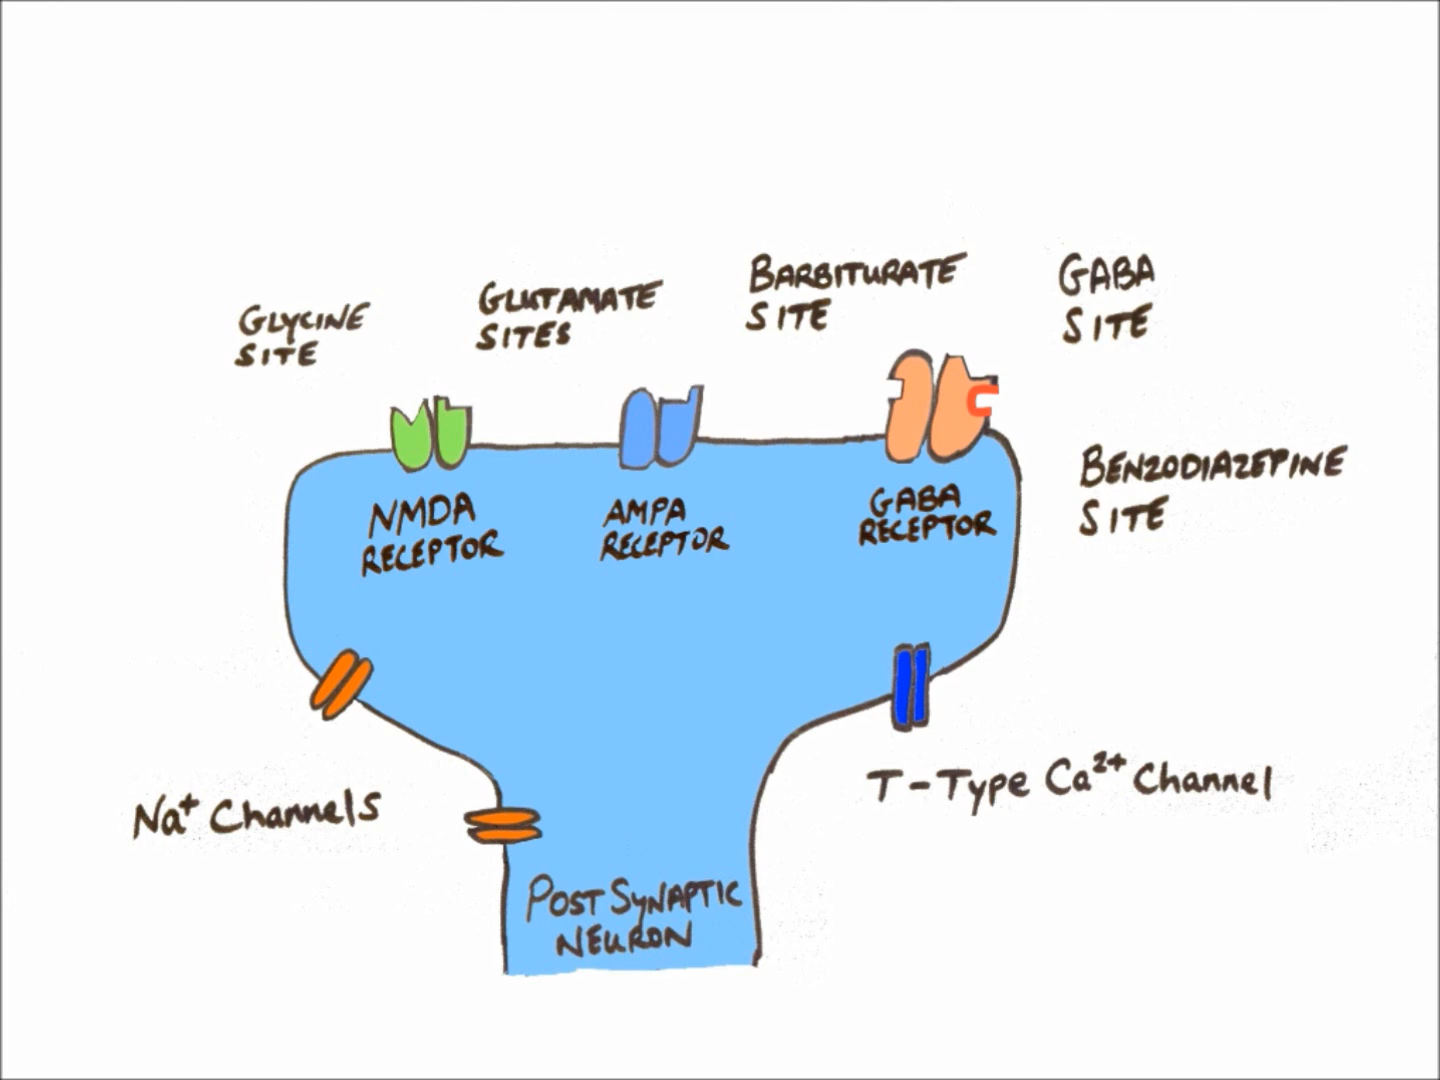 GLYCINE
SITE
GLUTAMATE
SITES
BARBITURATE
SITE
GABA
SITE
BENZODIAZEPINE
SITE
NMDA
RECEPTOR
AMPA
RECEPTOR
GABA
RECEPTOR
Na⁺ Channels
T-Type Ca²⁺ Channel
POST SYNAPTIC
NEURON